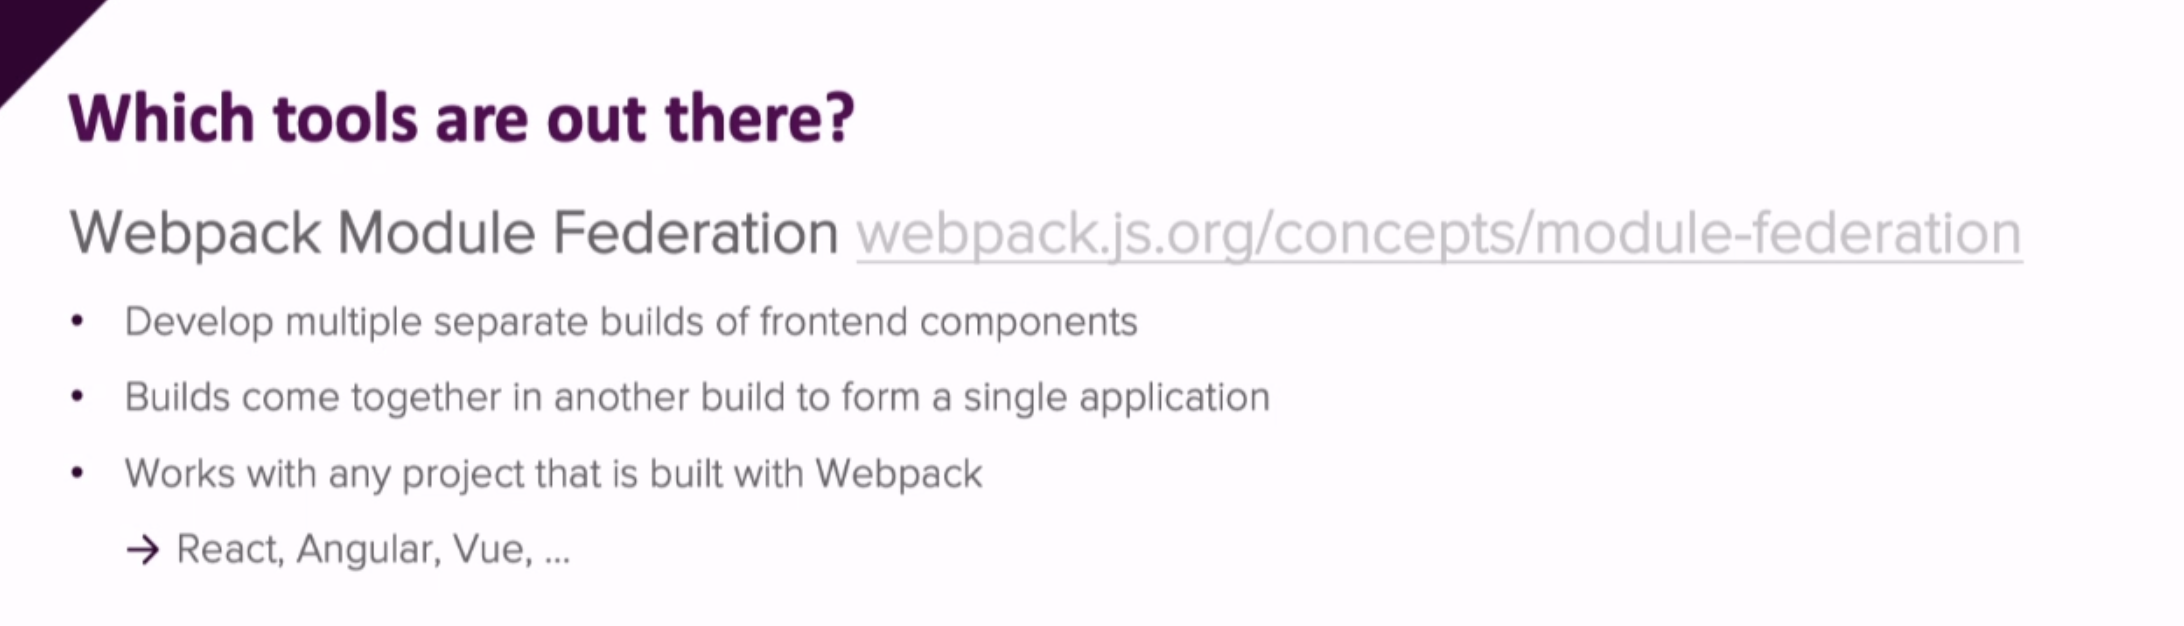 Which tools are out there?
Webpack Module Federation webpack.js.org/concepts/module-federation
• Develop multiple separate builds of frontend components
• Builds come together in another build to form a single application
• Works with any project that is built with Webpack
→ React, Angular, Vue, ...